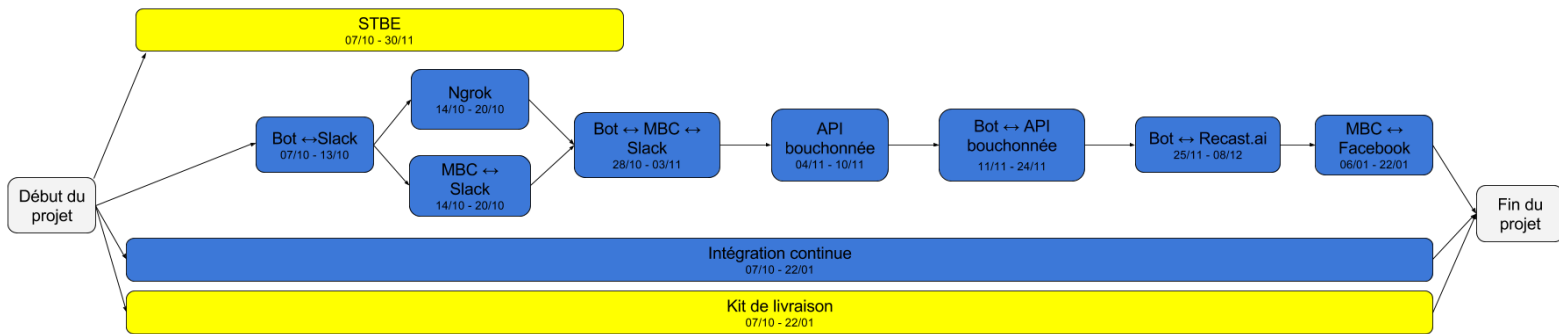 STBE
07/10 - 30/11
Ngrok
14/10 - 20/10
Bot ↔Slack
07/10 - 13/10
MBC ↔
Slack
14/10 - 20/10
Bot ↔ MBC ↔
Slack
28/10 - 03/11
API
bouchonnée
04/11 - 10/11
Bot ↔ API
bouchonnée
11/11 - 24/11
Bot ↔ Recast.ai
25/11 - 08/12
MBC ↔
Facebook
06/01 - 22/01
Début du
projet
Fin du
projet
Intégration continue
07/10 - 22/01
Kit de livraison
07/10 - 22/01